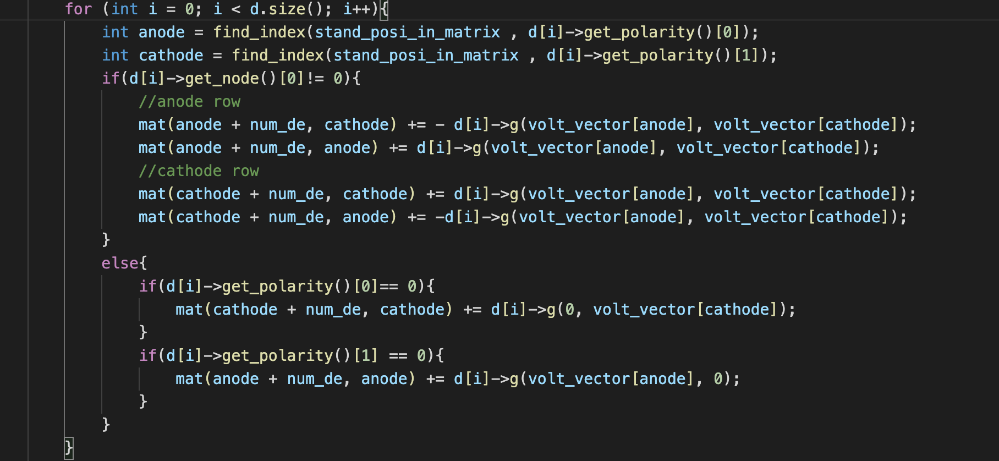 for (int i = 0; i < d.size(); i++){
int anode = find_index(stand_posi_in_matrix , d[i]->get_polarity()[0]);
int cathode = find_index(stand_posi_in_matrix , d[i]->get_polarity()[1]);
if(d[i]->get_node()[0]!= 0){
//anode row
mat(anode + num_de, cathode) += - d[i]->g(volt_vector[anode], volt_vector[cathode]);
mat(anode + num_de, anode) += d[i]->g(volt_vector[anode], volt_vector[cathode]);
//cathode row
mat(cathode + num_de, cathode) += d[i]->g(volt_vector[anode], volt_vector[cathode]);
mat(cathode + num_de, anode) += -d[i]->g(volt_vector[anode], volt_vector[cathode]);
}
else{
if(d[i]->get_polarity()[0]== 0){
mat(cathode + num_de, cathode) += d[i]->g(0, volt_vector[cathode]);
}
if(d[i]->get_polarity()[1] == 0){
mat(anode + num_de, anode) += d[i]->g(volt_vector[anode], 0);
}
}
}